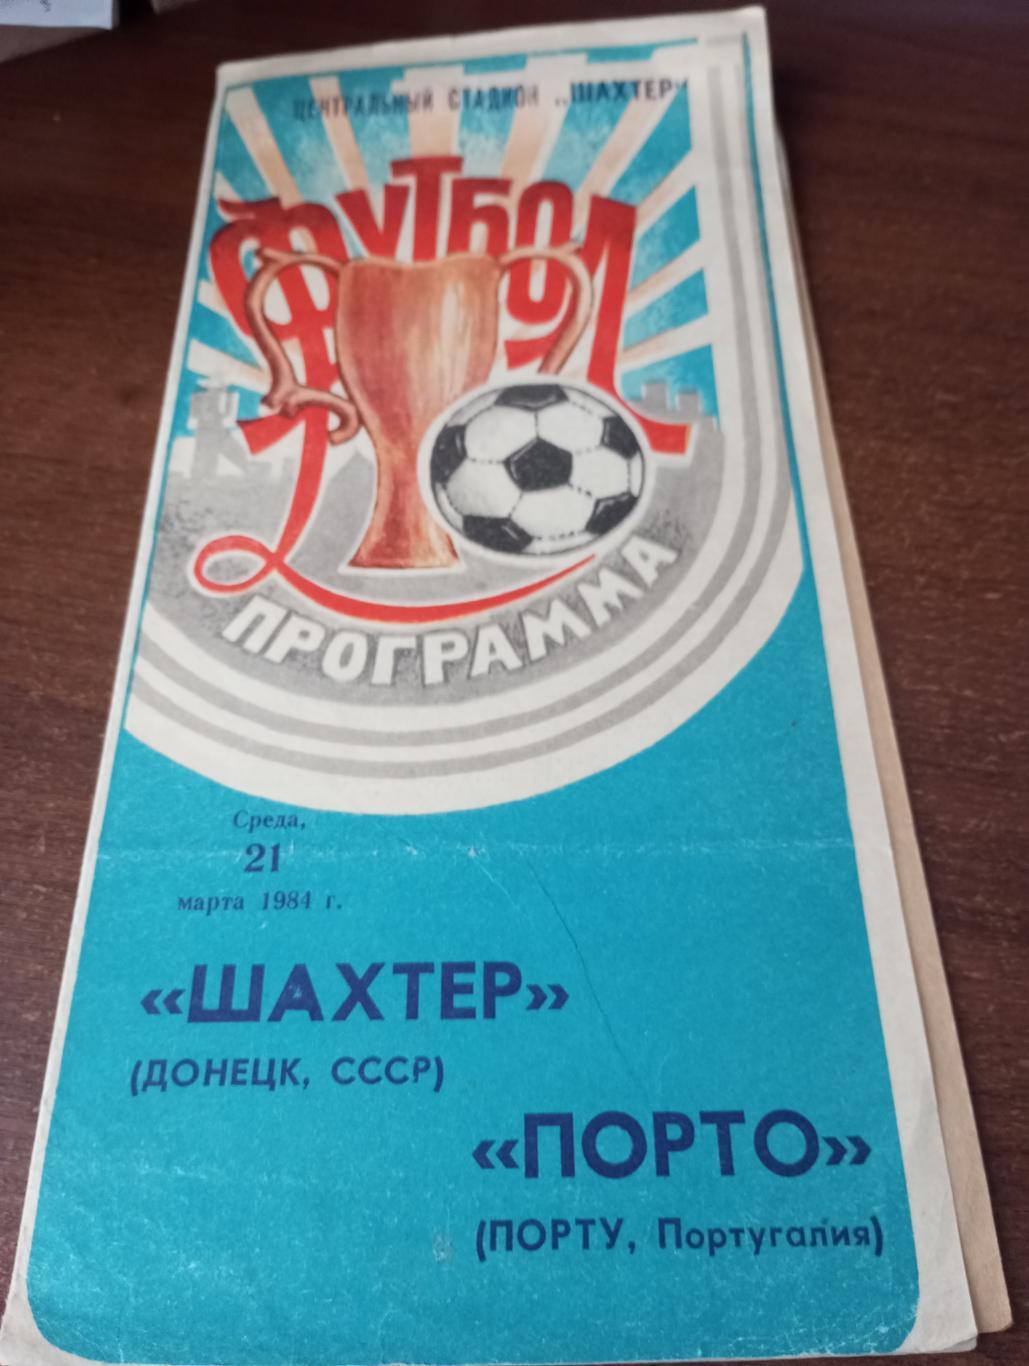 ЦЕНТРАЛЬНЫЙ СТАДИОН „ШАХТЕР"
ФУТБОЛ
ПРОГРАММА
Среда,
21
марта 1984 г.
«ШАХТЕР»
(ДОНЕЦК, СССР)
«ПОРТО»
(ПОРТУ, Португалия)